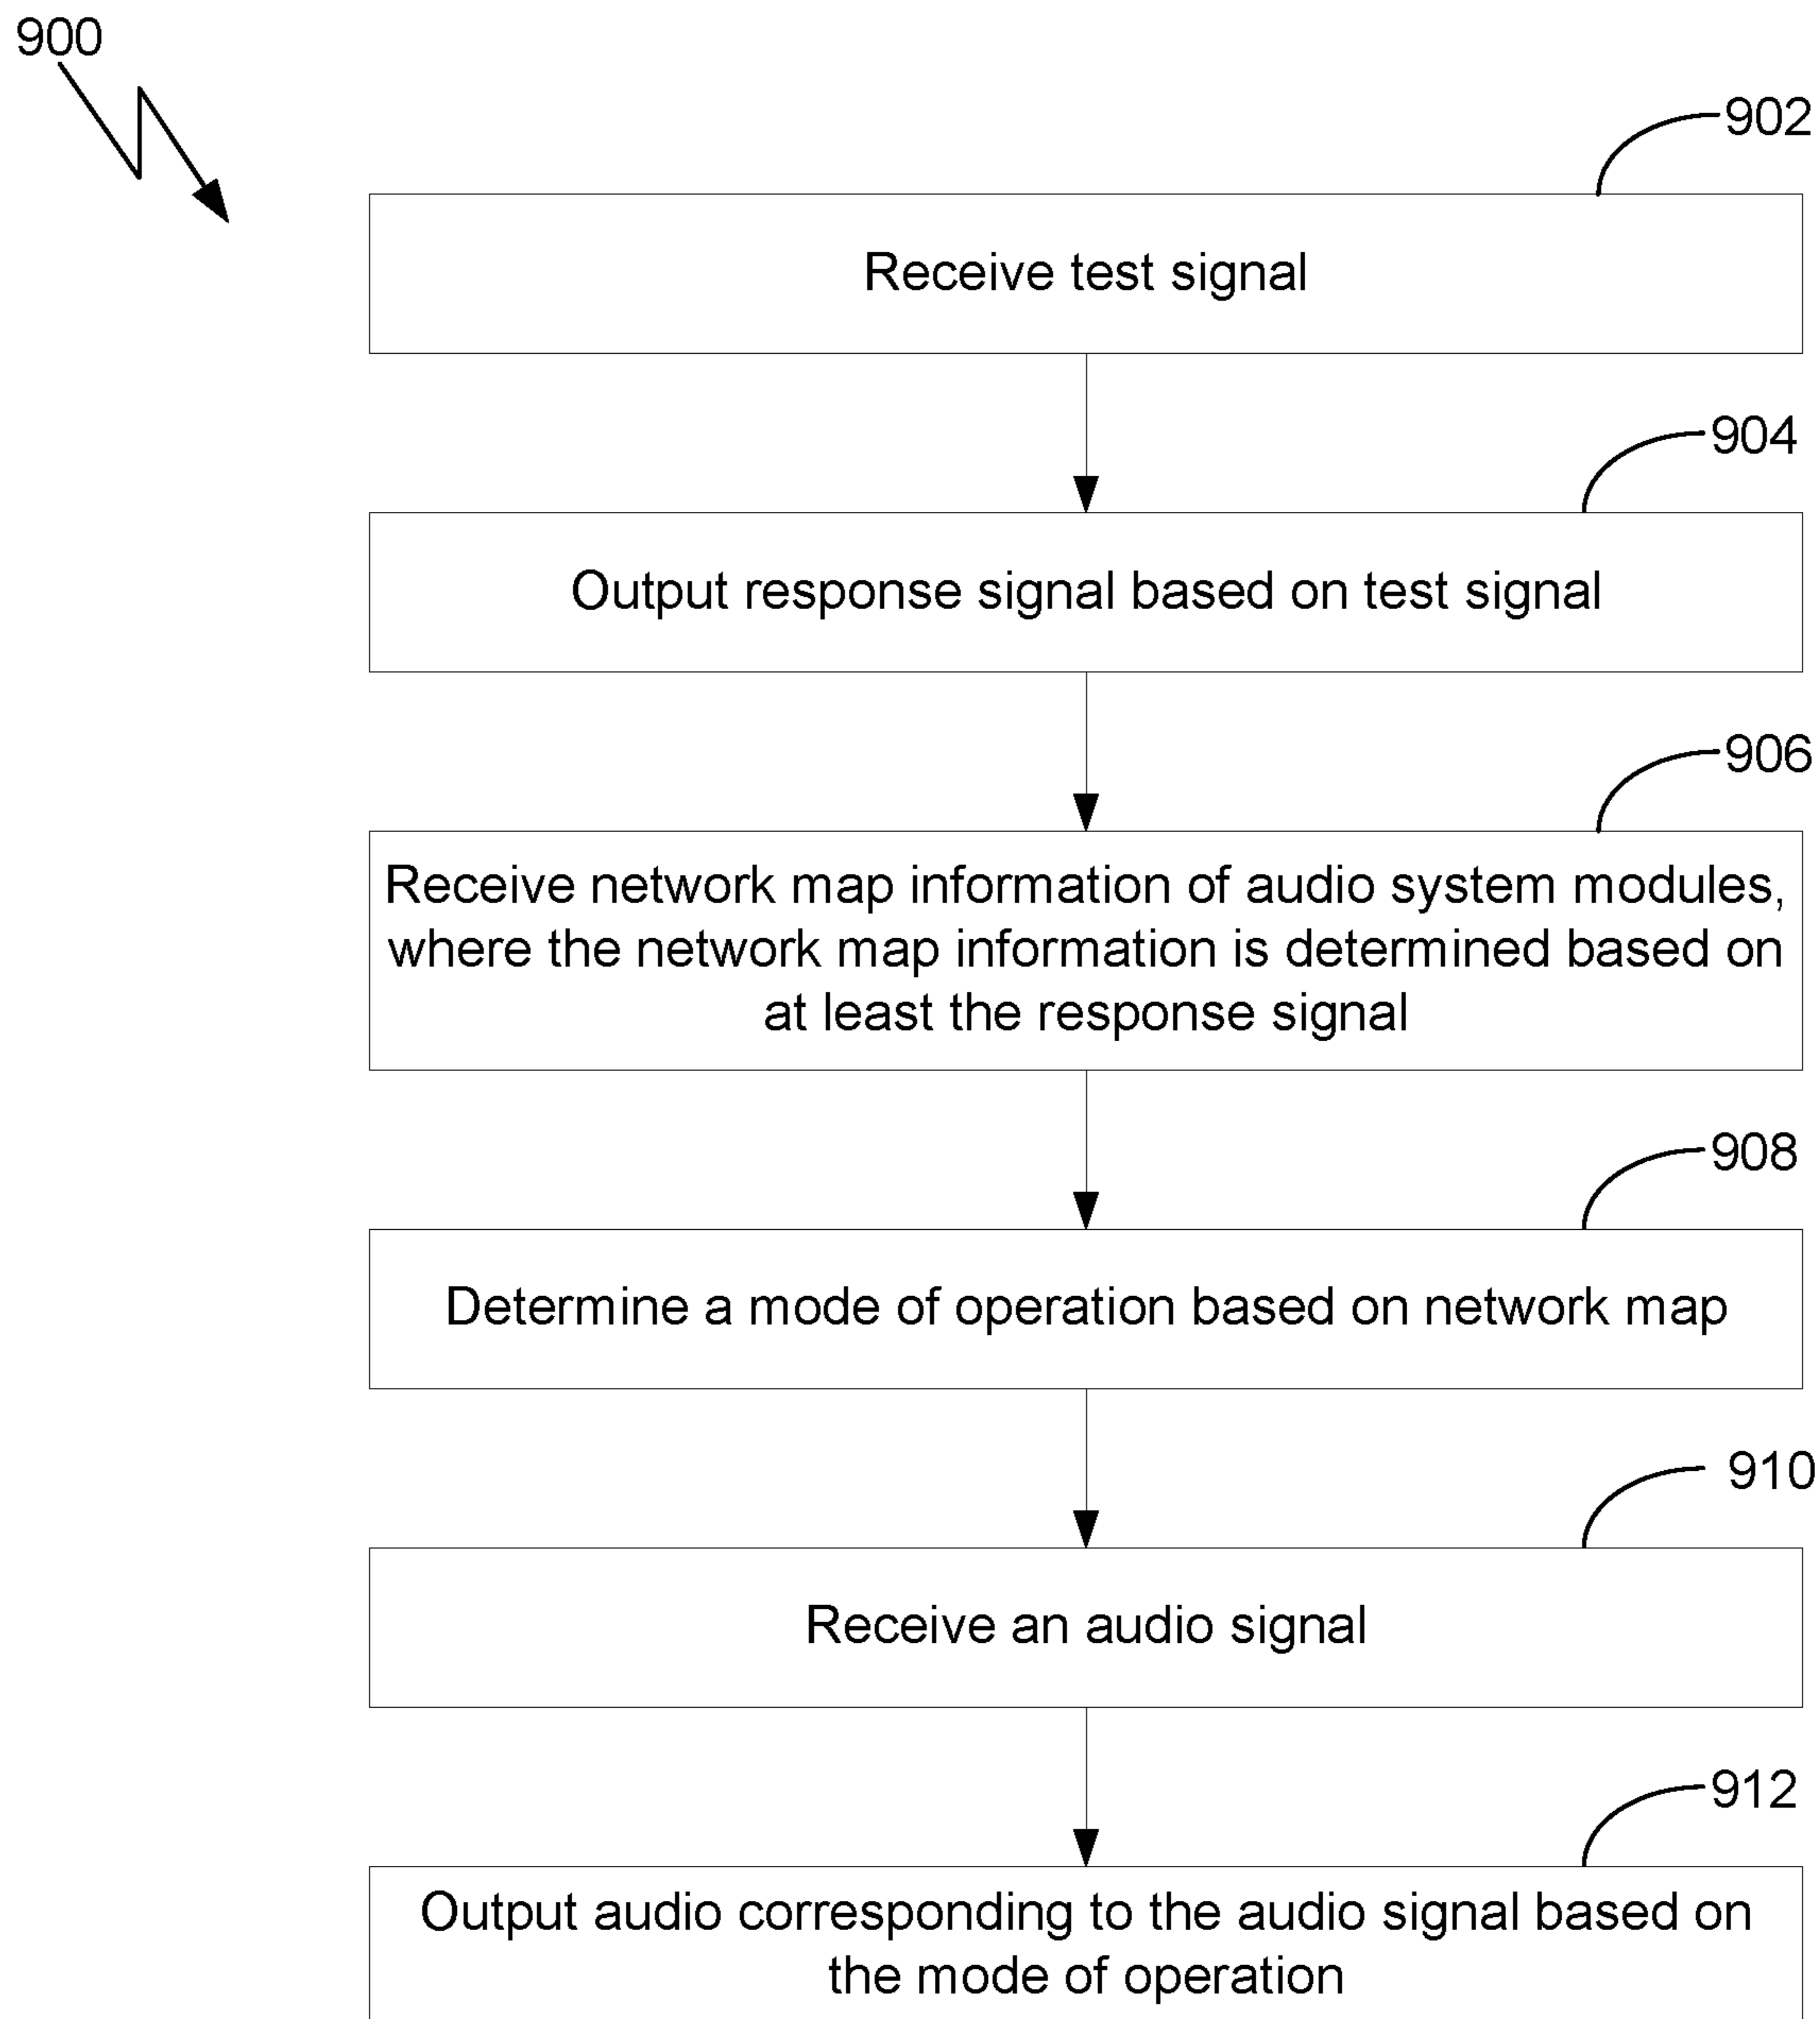 900
902
Receive test signal
904
Output response signal based on test signal
906
Receive network map information of audio system modules,
where the network map information is determined based on
at least the response signal
908
Determine a mode of operation based on network map
910
Receive an audio signal
912
Output audio corresponding to the audio signal based on
the mode of operation